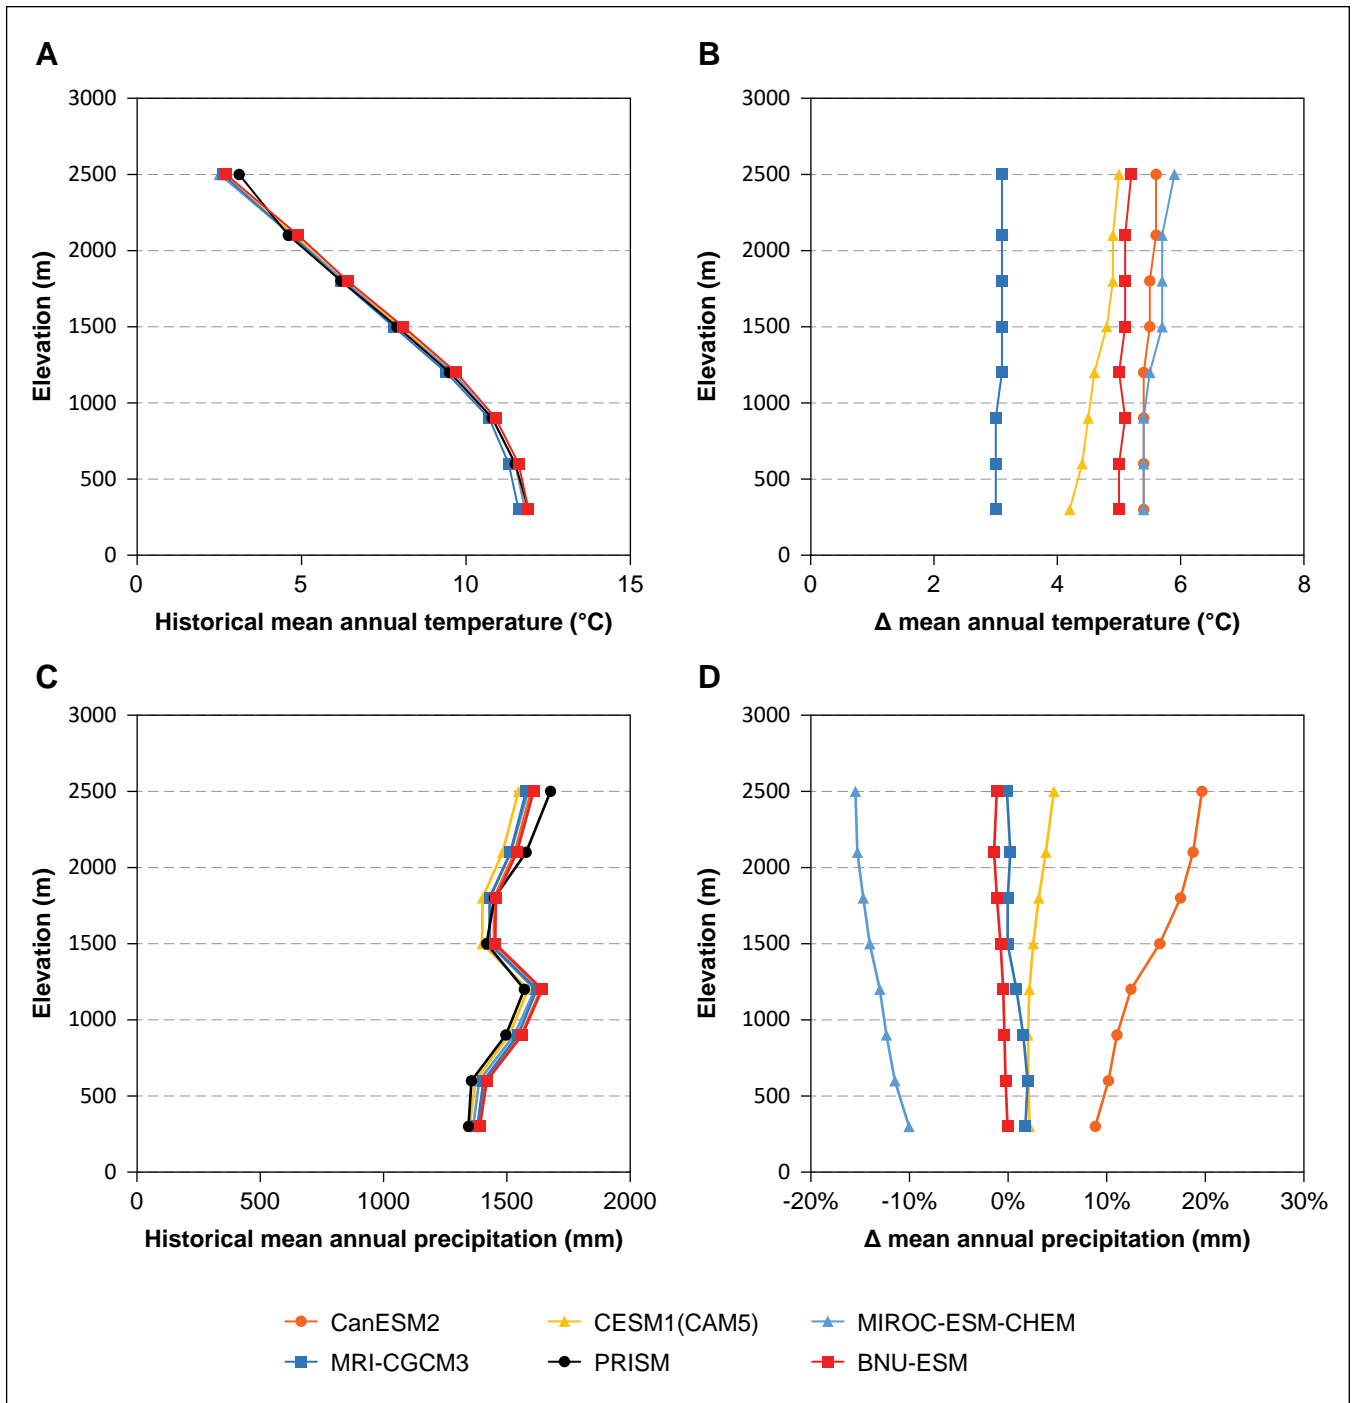 A
B
3000
2500
2000
1500
1000
500
0
Elevation (m)
0 5 10 15
Historical mean annual temperature (°C)
3000
2500
2000
1500
1000
500
0
Elevation (m)
0 2 4 6 8
Δ mean annual temperature (°C)
C
D
3000
2500
2000
1500
1000
500
0
Elevation (m)
0 500 1000 1500 2000
Historical mean annual precipitation (mm)
3000
2500
2000
1500
1000
500
0
Elevation (m)
-20% -10% 0% 10% 20% 30%
Δ mean annual precipitation (mm)
CanESM2 CESM1(CAM5) MIROC-ESM-CHEM
MRI-CGCM3 PRISM BNU-ESM